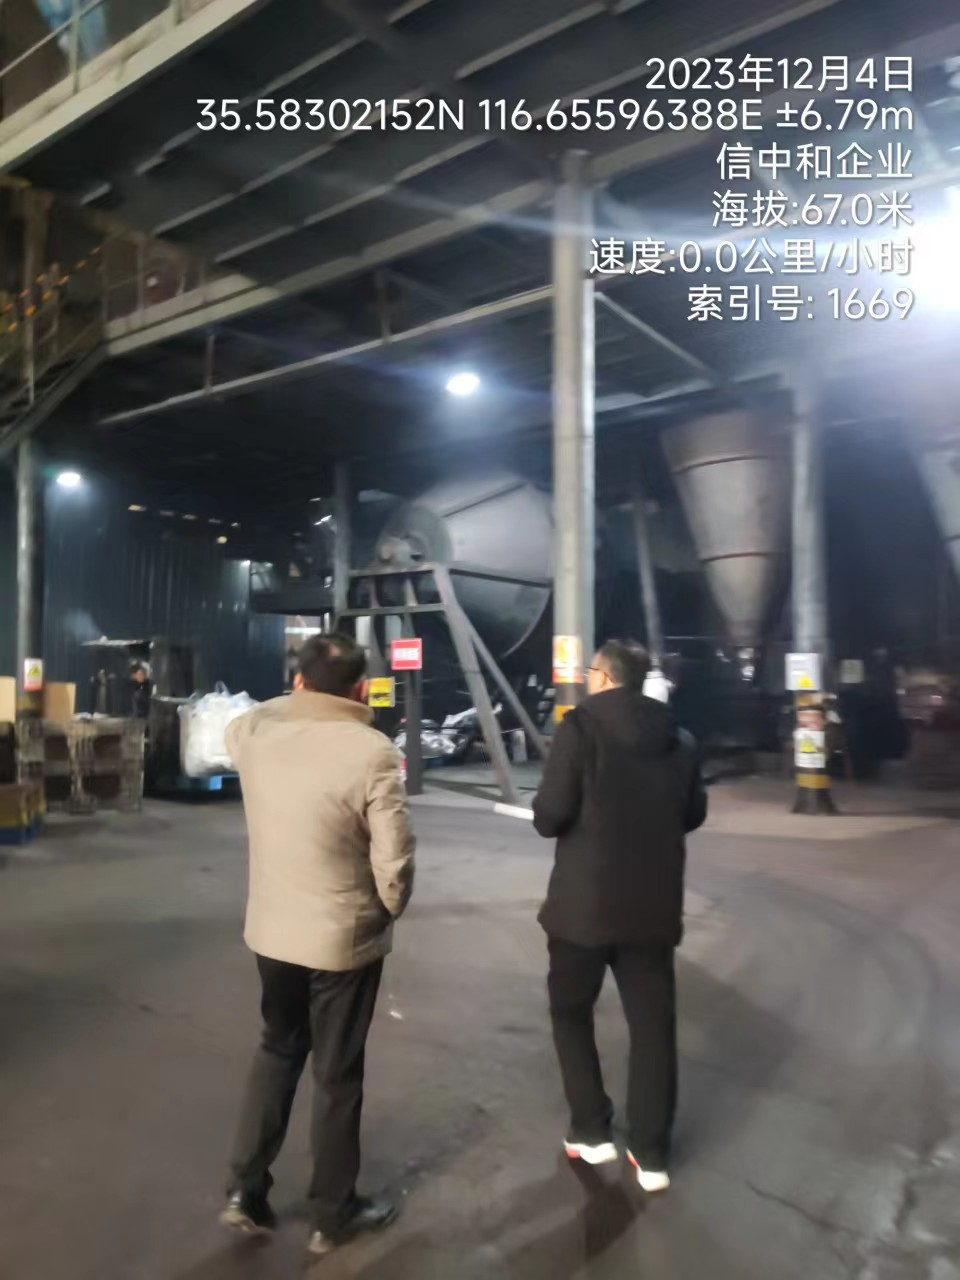 2023年12月4日
35.58302152N 116.65596388E ±6.79m
信中和企业
海拔:67.0米
速度:0.0公里/小时
索引号: 1669